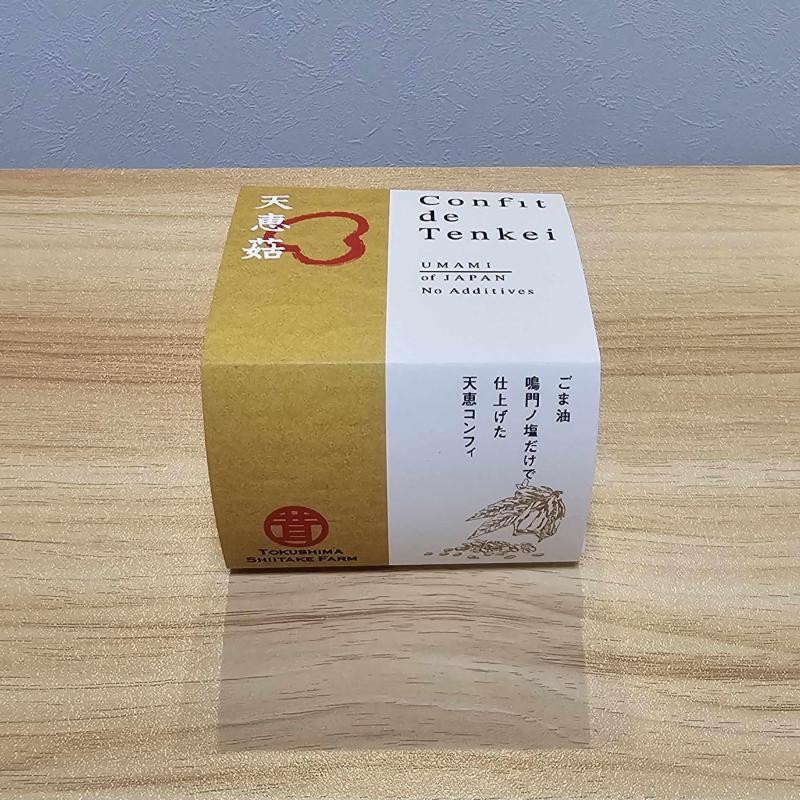 天恵菇
Confit
de
Tenkei
UMAMI
of JAPAN
No Additives
ごま油
鳴門ノ塩だけで
仕上げた
天恵コンフィ
TOKUSHIMA
SHIITAKE FARM